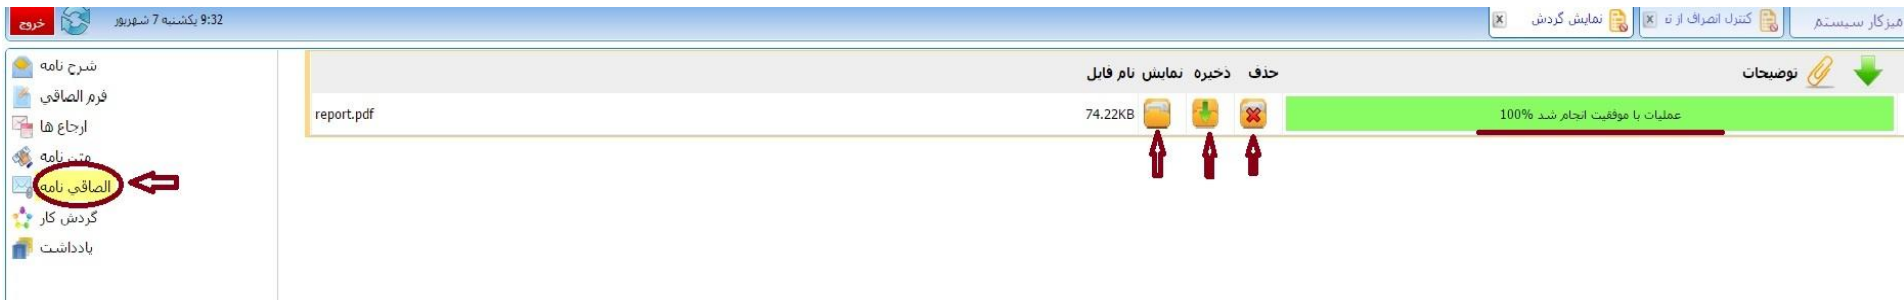 میزکار سیستم
کنترل انصراف از ت
نمایش گردش
9:32 یکشنبه 7 شهریور
خروج
توضیحات
حذف ذخیره نمایش نام فایل
عملیات با موفقیت انجام شد 100%
74.22KB
report.pdf
شرح نامه
فرم الصاقی
ارجاع ها
متن نامه
الصاقی نامه
گردش کار
یادداشت